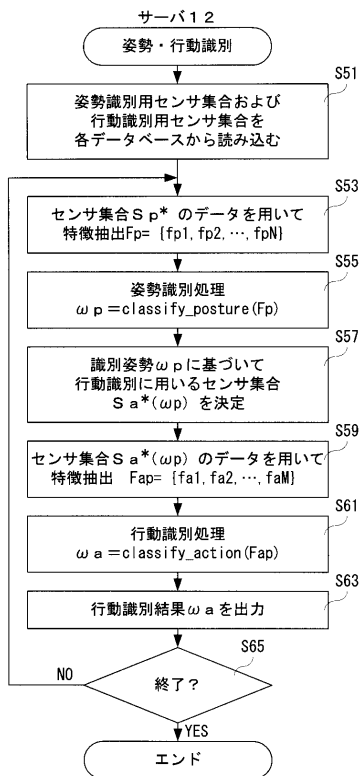 サーバ12
姿勢・行動識別
S51
姿勢識別用センサ集合および
行動識別用センサ集合を
各データベースから読み込む
S53
センサ集合Sp*のデータを用いて
特徴抽出Fp= {fp1, fp2, …, fpN}
S55
姿勢識別処理
ωp=classify_posture(Fp)
S57
識別姿勢ωpに基づいて
行動識別に用いるセンサ集合
Sa*(ωp) を決定
S59
センサ集合Sa*(ωp) のデータを用いて
特徴抽出 Fap= {fa1, fa2, …, faM}
S61
行動識別処理
ωa=classify_action(Fap)
S63
行動識別結果ωaを出力
S65
NO
終了?
YES
エンド